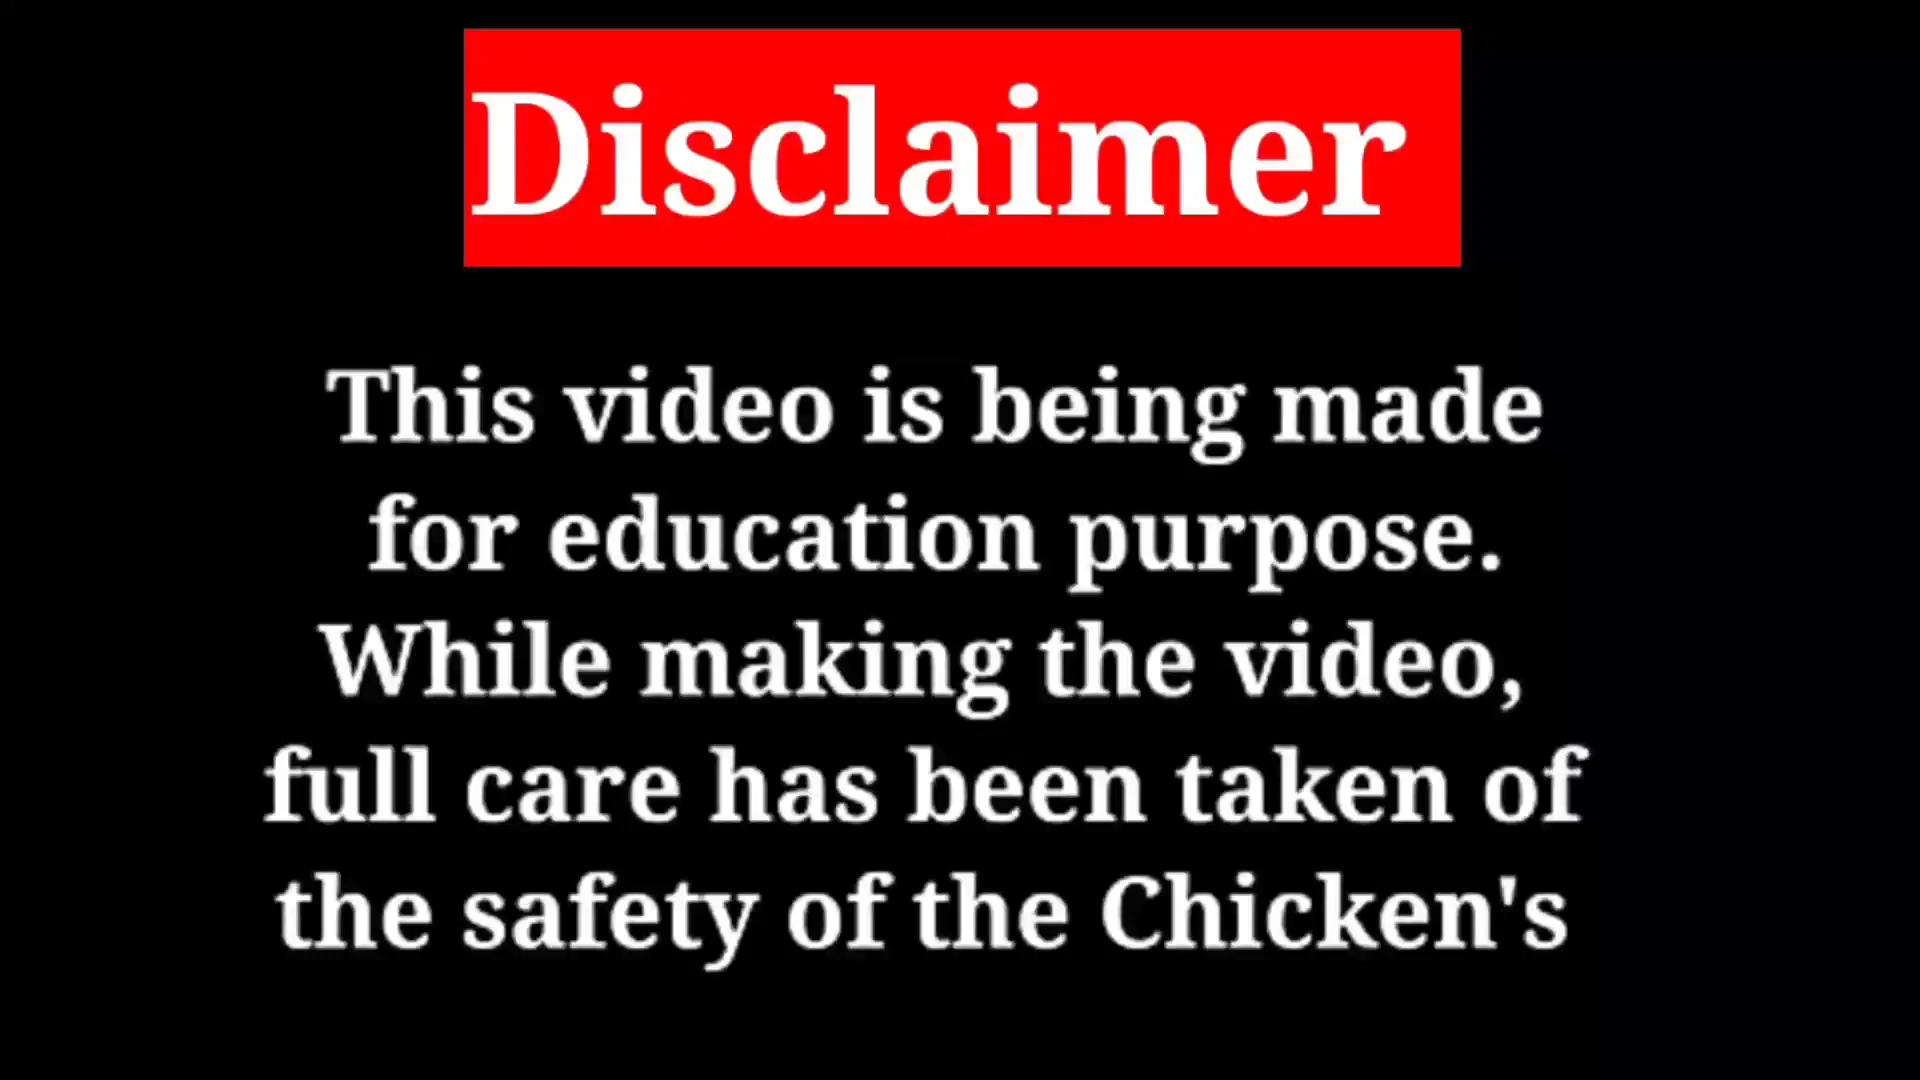 Disclaimer
This video is being made
for education purpose.
While making the video,
full care has been taken of
the safety of the Chicken's